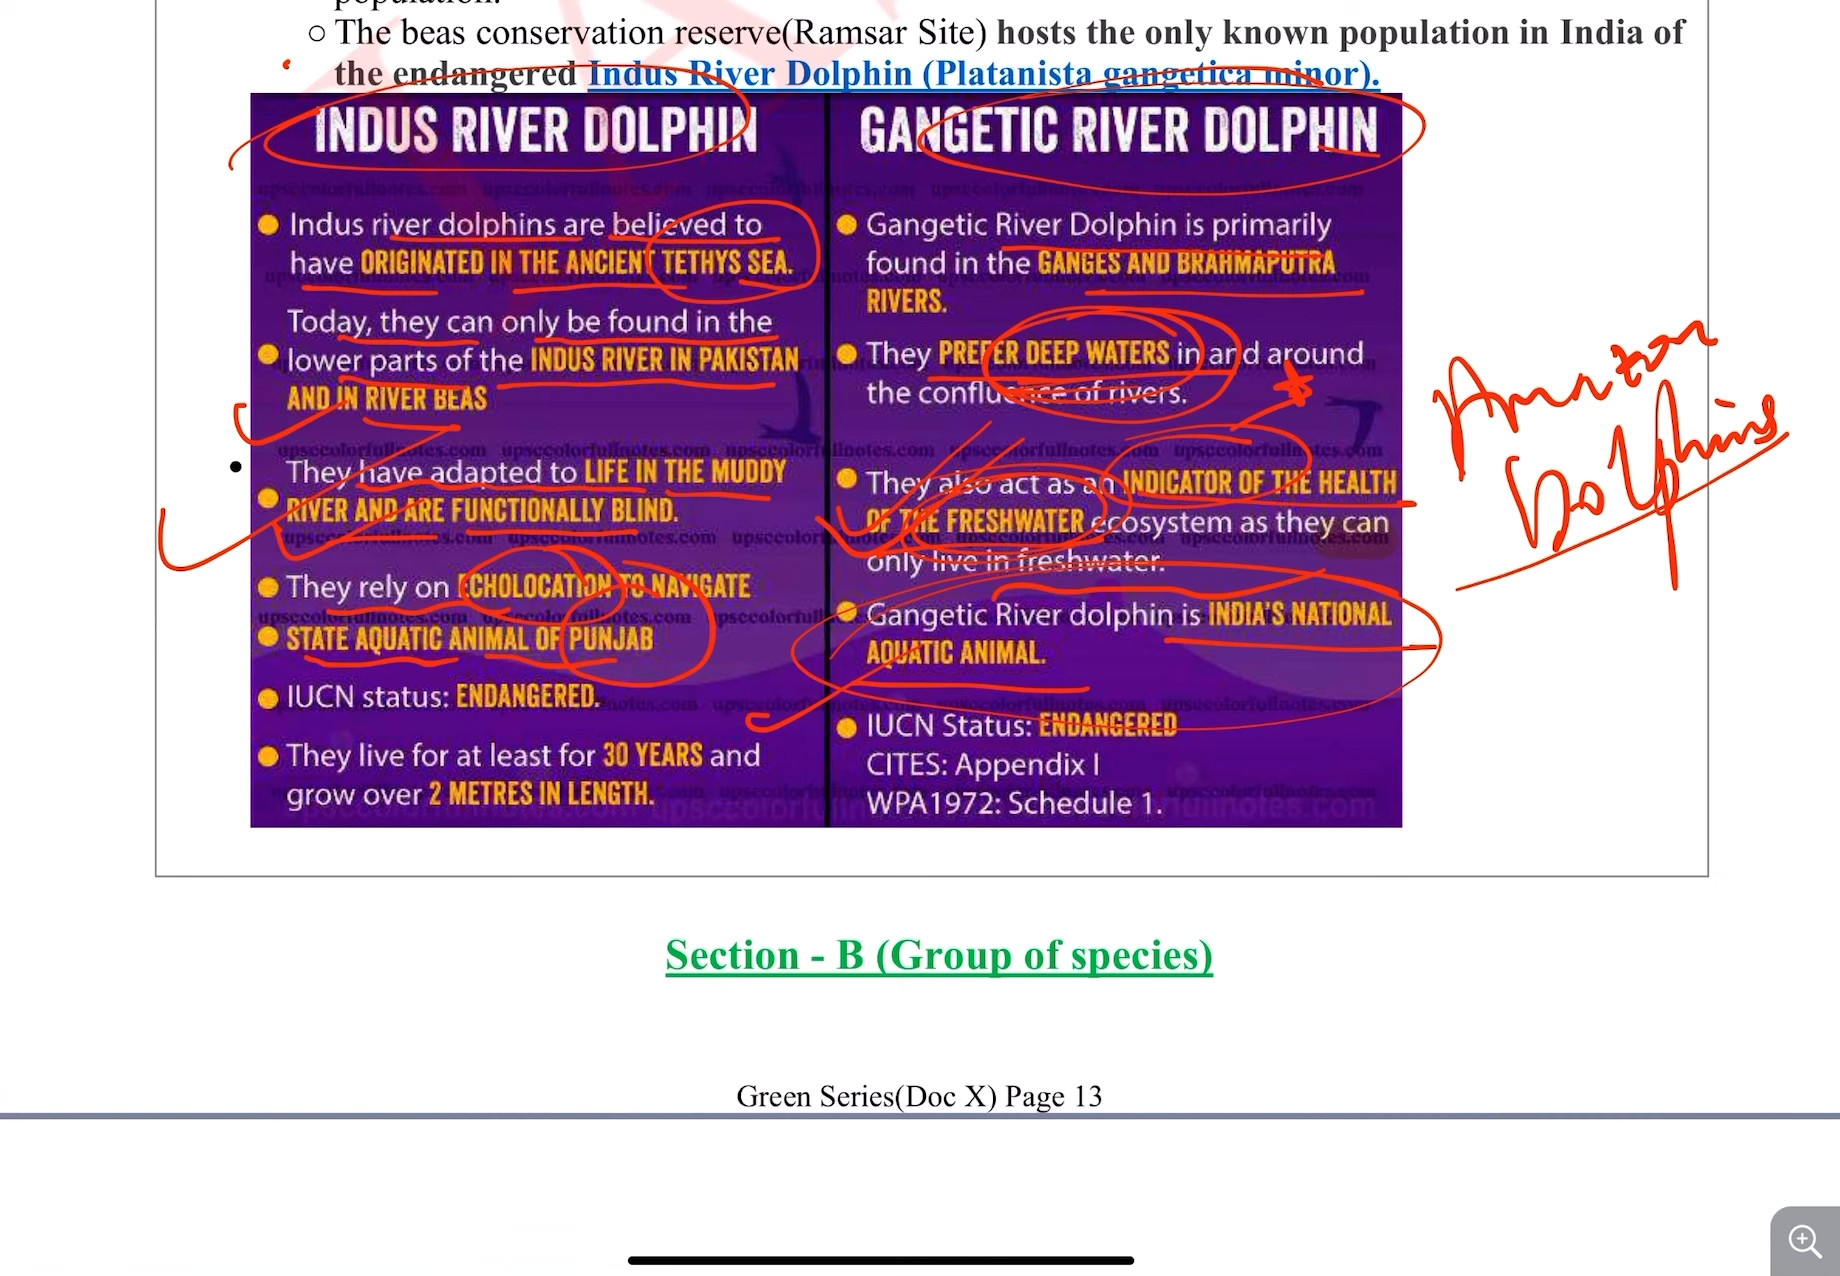 ○ The beas conservation reserve(Ramsar Site) hosts the only known population in India of
the endangered Indus River Dolphin (Platanista gangetica minor).
INDUS RIVER DOLPHIN
Indus river dolphins are believed to
have ORIGINATED IN THE ANCIENT TETHYS SEA.
Today, they can only be found in the
lower parts of the INDUS RIVER IN PAKISTAN
AND IN RIVER BEAS
They have adapted to LIFE IN THE MUDDY
RIVER AND ARE FUNCTIONALLY BLIND.
They rely on ECHOLOCATION TO NAVIGATE
STATE AQUATIC ANIMAL OF PUNJAB
IUCN status: ENDANGERED.
They live for at least for 30 YEARS and
grow over 2 METRES IN LENGTH.
GANGETIC RIVER DOLPHIN
Gangetic River Dolphin is primarily
found in the GANGES AND BRAHMAPUTRA
RIVERS.
They PREFER DEEP WATERS in and around
the confluence of rivers.
They also act as an INDICATOR OF THE HEALTH
OF THE FRESHWATER ecosystem as they can
only live in freshwater.
Gangetic River dolphin is INDIA'S NATIONAL
AQUATIC ANIMAL.
IUCN Status: ENDANGERED
CITES: Appendix I
WPA1972: Schedule 1.
Amazon
Dolphins
Section - B (Group of species)
Green Series(Doc X) Page 13